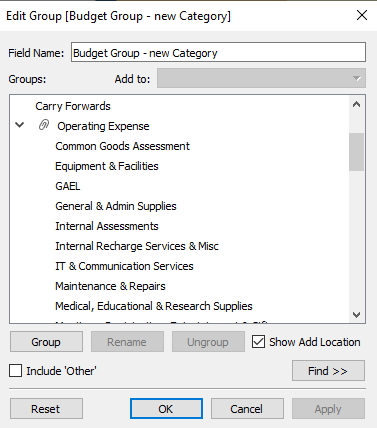 Edit Group [Budget Group - new Category]
Field Name: Budget Group - new Category
Groups: Add to:
Carry Forwards
Operating Expense
Common Goods Assessment
Equipment & Facilities
GAEL
General & Admin Supplies
Internal Assessments
Internal Recharge Services & Misc
IT & Communication Services
Maintenance & Repairs
Medical, Educational & Research Supplies
Group Rename Ungroup Show Add Location
Include 'Other' Find >>
Reset OK Cancel Apply